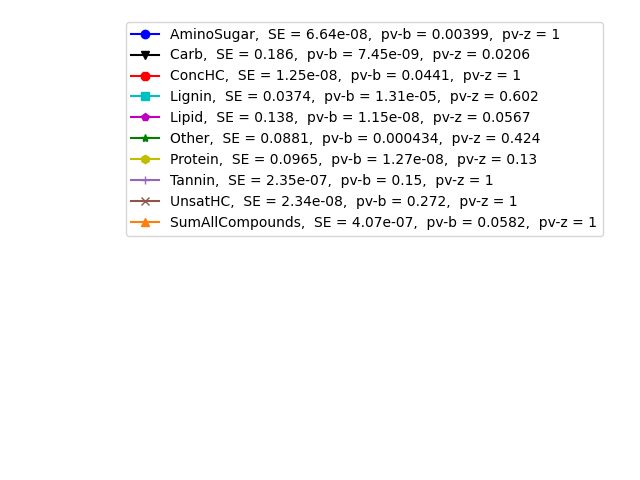 AminoSugar,  SE = 6.64e-08,  pv-b = 0.00399,  pv-z = 1
Carb,  SE = 0.186,  pv-b = 7.45e-09,  pv-z = 0.0206
ConcHC,  SE = 1.25e-08,  pv-b = 0.0441,  pv-z = 1
Lignin,  SE = 0.0374,  pv-b = 1.31e-05,  pv-z = 0.602
Lipid,  SE = 0.138,  pv-b = 1.15e-08,  pv-z = 0.0567
Other,  SE = 0.0881,  pv-b = 0.000434,  pv-z = 0.424
Protein,  SE = 0.0965,  pv-b = 1.27e-08,  pv-z = 0.13
Tannin,  SE = 2.35e-07,  pv-b = 0.15,  pv-z = 1
UnsatHC,  SE = 2.34e-08,  pv-b = 0.272,  pv-z = 1
SumAllCompounds,  SE = 4.07e-07,  pv-b = 0.0582,  pv-z = 1